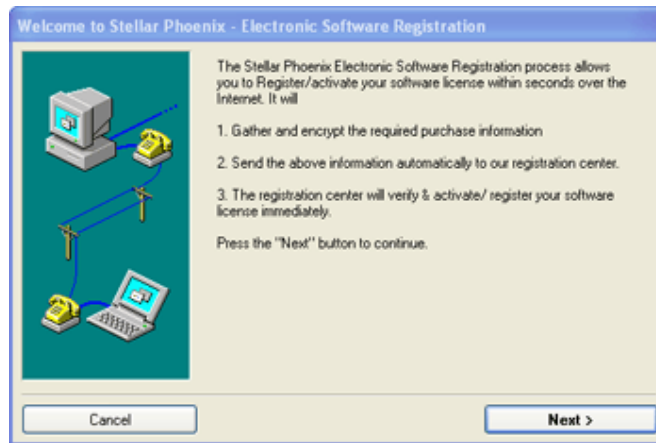 Welcome to Stellar Phoenix - Electronic Software Registration
The Stellar Phoenix Electronic Software Registration process allows
you to Register/activate your software license within seconds over the
Internet. It will
1. Gather and encrypt the required purchase information
2. Send the above information automatically to our registration center.
3. The registration center will verify & activate/ register your software
license immediately.
Press the "Next" button to continue.
Cancel
Next >